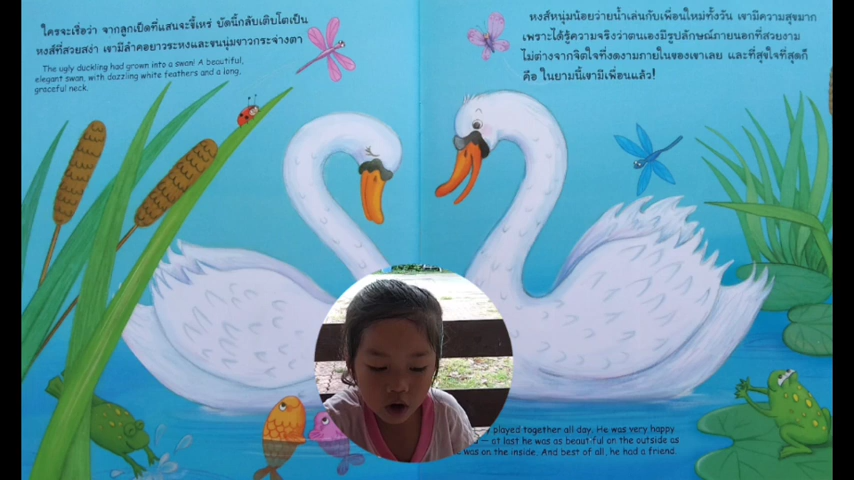 ใครจะเชื่อว่า จากลูกเป็ดที่แสนจะขี้เหร่ บัดนี้กลับเติบโตเป็น
หงส์ที่สวยสง่า เขามีลำคอยาวระหงและขนนุ่มขาวกระจ่างตา
The ugly duckling had grown into a swan! A beautiful,
elegant swan, with dazzling white feathers and a long,
graceful neck.
หงส์หนุ่มน้อยว่ายน้ำเล่นกับเพื่อนใหม่ทั้งวัน เขามีความสุขมาก
เพราะได้รู้ความจริงว่าตนเองมีรูปลักษณ์ภายนอกที่สวยงาม
ไม่ต่างจากจิตใจที่งดงามภายในของเขาเลย และที่สุขใจที่สุดก็
คือ ในยามนี้เขามีเพื่อนแล้ว!
played together all day. He was very happy
— at last he was as beautiful on the outside as
was on the inside. And best of all, he had a friend.